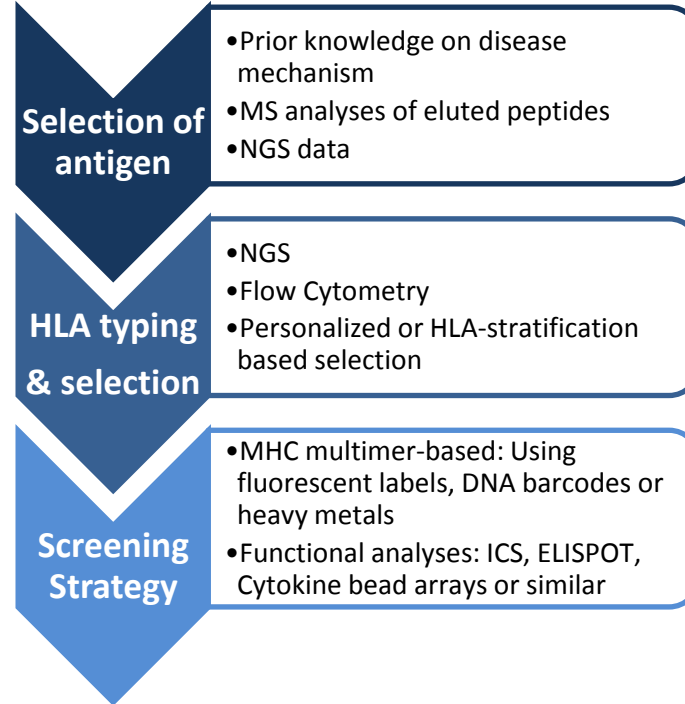 Selection of
antigen
•Prior knowledge on disease
mechanism
•MS analyses of eluted peptides
•NGS data
HLA typing
& selection
•NGS
•Flow Cytometry
•Personalized or HLA-stratification
based selection
Screening
Strategy
•MHC multimer-based: Using
fluorescent labels, DNA barcodes or
heavy metals
•Functional analyses: ICS, ELISPOT,
Cytokine bead arrays or similar